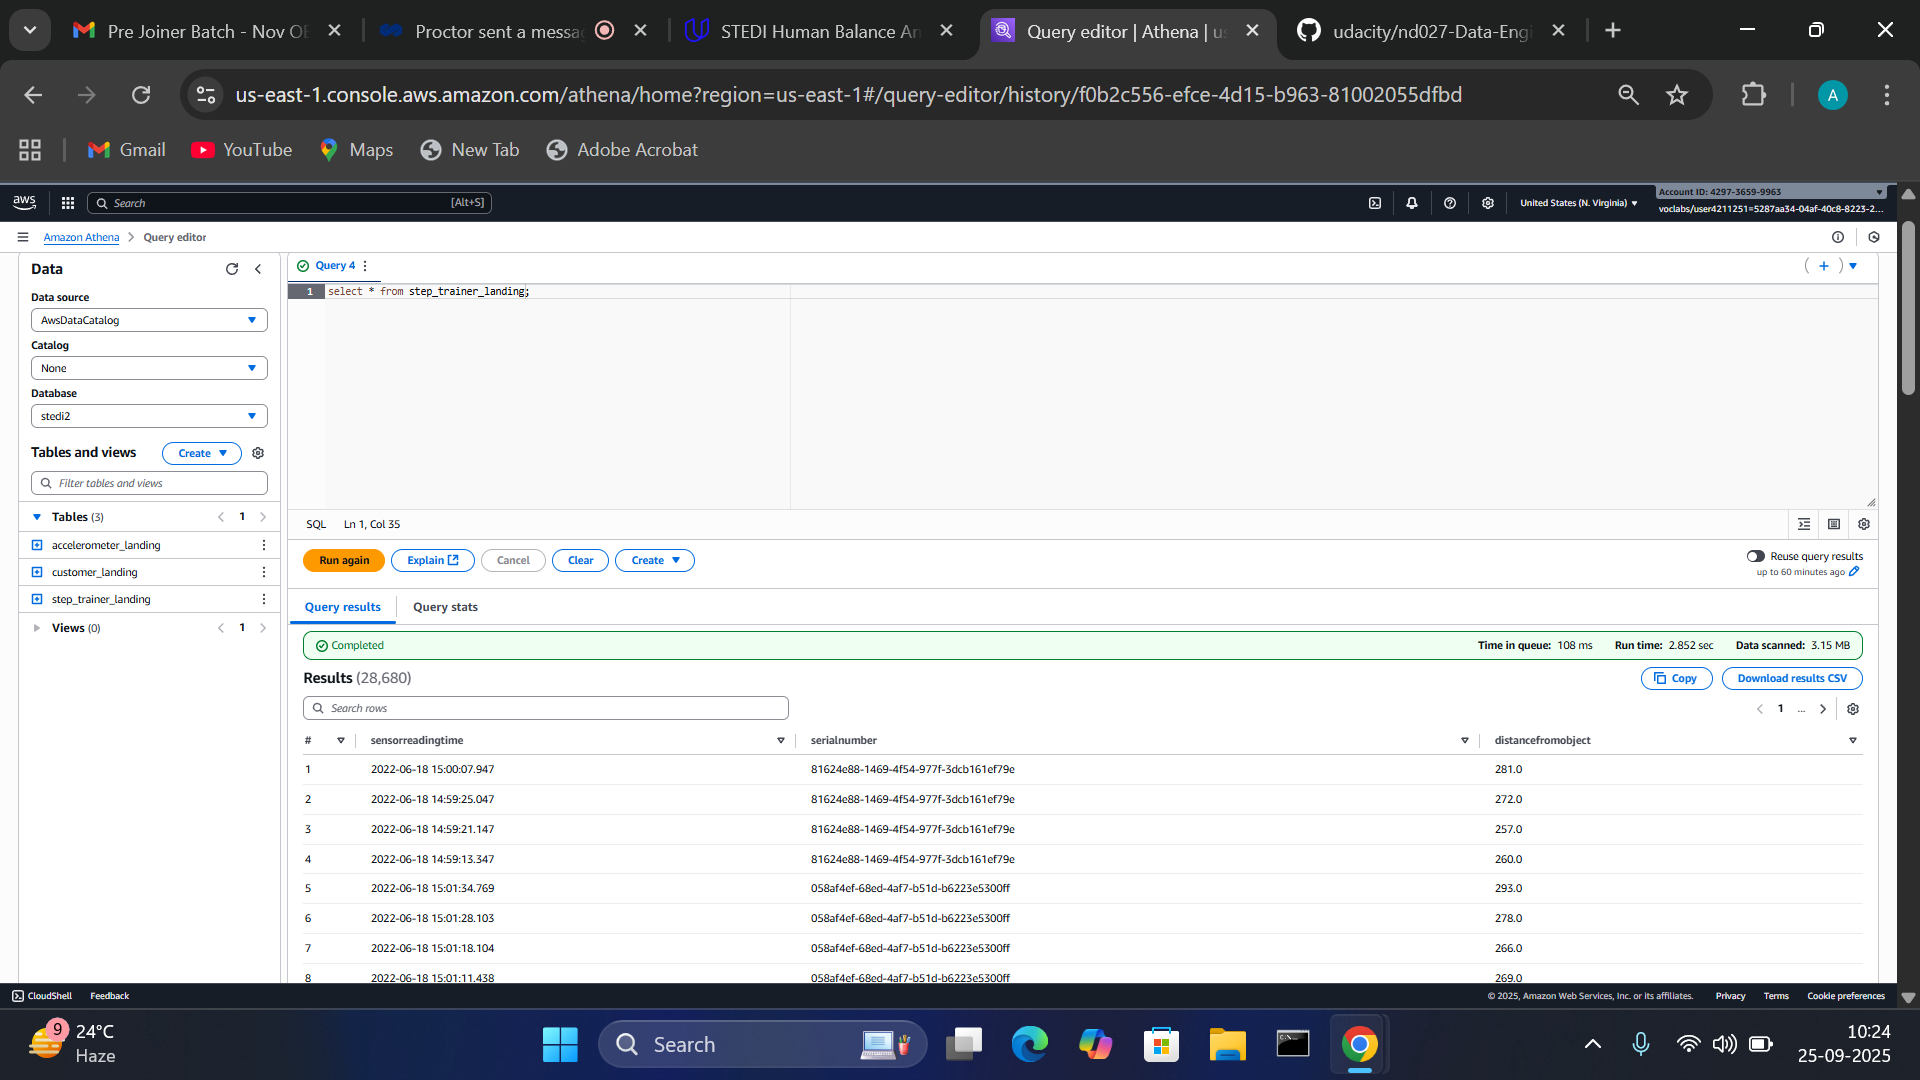 Pre Joiner Batch - Nov OB
Proctor sent a messag
STEDI Human Balance An
Query editor | Athena | us
udacity/nd027-Data-Engi
us-east-1.console.aws.amazon.com/athena/home?region=us-east-1#/query-editor/history/f0b2c556-efce-4d15-b963-81002055dfbd
A
Gmail
YouTube
Maps
New Tab
Adobe Acrobat
aws
Search
[Alt+S]
United States (N. Virginia)
Account ID: 4297-3659-9963
voclabs/user4211251=5287aa34-04af-40c8-8223-2...
Amazon Athena
Query editor
Data
Data source
AwsDataCatalog
Catalog
None
Database
stedi2
Tables and views
Create
Filter tables and views
Tables (3)
1
accelerometer_landing
customer_landing
step_trainer_landing
Views (0)
1
Query 4
1
select * from step_trainer_landing;
SQL
Ln 1, Col 35
Run again
Explain
Cancel
Clear
Create
Reuse query results
up to 60 minutes ago
Query results
Query stats
Completed
Time in queue: 108 ms
Run time: 2.852 sec
Data scanned: 3.15 MB
Results (28,680)
Copy
Download results CSV
Search rows
1 ...
# sensorreadingtime serialnumber distancefromobject
1 2022-06-18 15:00:07.947 81624e88-1469-4f54-977f-3dcb161ef79e 281.0
2 2022-06-18 14:59:25.047 81624e88-1469-4f54-977f-3dcb161ef79e 272.0
3 2022-06-18 14:59:21.147 81624e88-1469-4f54-977f-3dcb161ef79e 257.0
4 2022-06-18 14:59:13.347 81624e88-1469-4f54-977f-3dcb161ef79e 260.0
5 2022-06-18 15:01:34.769 058af4ef-68ed-4af7-b51d-b6223e5300ff 293.0
6 2022-06-18 15:01:28.103 058af4ef-68ed-4af7-b51d-b6223e5300ff 278.0
7 2022-06-18 15:01:18.104 058af4ef-68ed-4af7-b51d-b6223e5300ff 266.0
8 2022-06-18 15:01:11.438 058af4ef-68ed-4af7-b51d-b6223e5300ff 269.0
CloudShell
Feedback
© 2025, Amazon Web Services, Inc. or its affiliates.
Privacy
Terms
Cookie preferences
9
24°C
Haze
Search
10:24
25-09-2025